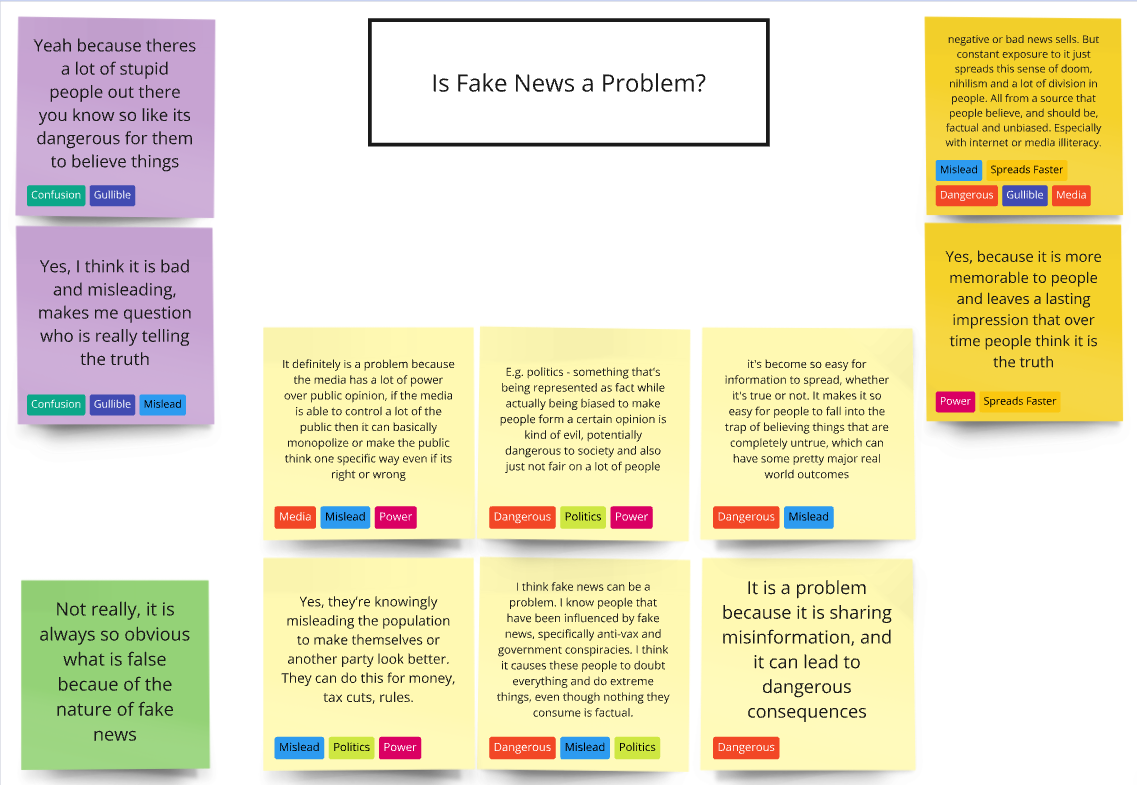 Is Fake News a Problem?
Yeah because theres
a lot of stupid
people out there
you know so like its
dangerous for them
to believe things
Confusion Gullible
Yes, I think it is bad
and misleading,
makes me question
who is really telling
the truth
Confusion Gullible Mislead
negative or bad news sells. But
constant exposure to it just
spreads this sense of doom,
nihilism and a lot of division in
people. All from a source that
people believe, and should be,
factual and unbiased. Especially
with internet or media illiteracy.
Mislead Spreads Faster
Dangerous Gullible Media
Yes, because it is more
memorable to people
and leaves a lasting
impression that over
time people think it is
the truth
Power Spreads Faster
It definitely is a problem because
the media has a lot of power
over public opinion, if the media
is able to control a lot of the
public then it can basically
monopolize or make the public
think one specific way even if its
right or wrong
Media Mislead Power
E.g. politics - something that's
being represented as fact while
actually being biased to make
people form a certain opinion is
kind of evil, potentially
dangerous to society and also
just not fair on a lot of people
Dangerous Politics Power
it's become so easy for
information to spread, whether
it's true or not. It makes it so
easy for people to fall into the
trap of believing things that are
completely untrue, which can
have some pretty major real
world outcomes
Dangerous Mislead
Not really, it is
always so obvious
what is false
becaue of the
nature of fake
news
Yes, they're knowingly
misleading the population
to make themselves or
another party look better.
They can do this for money,
tax cuts, rules.
Mislead Politics Power
I think fake news can be a
problem. I know people that
have been influenced by fake
news, specifically anti-vax and
government conspiracies. I think
it causes these people to doubt
everything and do extreme
things, even though nothing they
consume is factual.
Dangerous Mislead Politics
It is a problem
because it is sharing
misinformation, and
it can lead to
dangerous
consequences
Dangerous